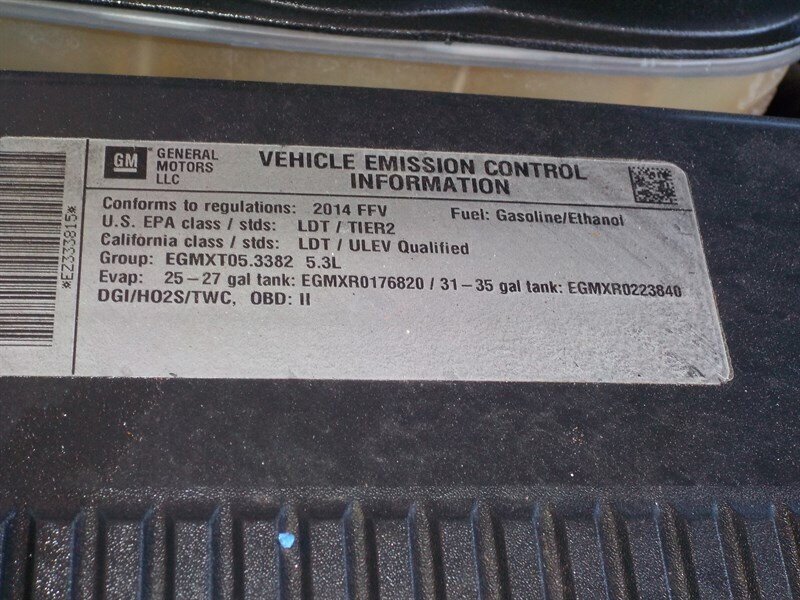 GM
GENERAL
MOTORS
LLC
VEHICLE EMISSION CONTROL
INFORMATION
*EZ333815*
Conforms to regulations: 2014 FFV Fuel: Gasoline/Ethanol
U.S. EPA class / stds: LDT / TIER2
California class / stds: LDT / ULEV Qualified
Group: EGMXT05.3382 5.3L
Evap: 25-27 gal tank: EGMXR0176820 / 31-35 gal tank: EGMXR0223840
DGI/HO2S/TWC, OBD: II